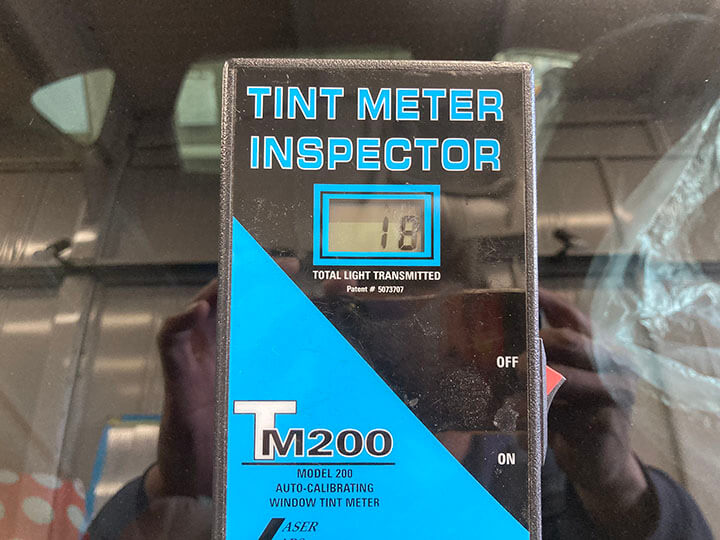 TINT METER
INSPECTOR
18
TOTAL LIGHT TRANSMITTED
Patent # 5073707
OFF
TM200
ON
MODEL 200
AUTO-CALIBRATING
WINDOW TINT METER
LASER